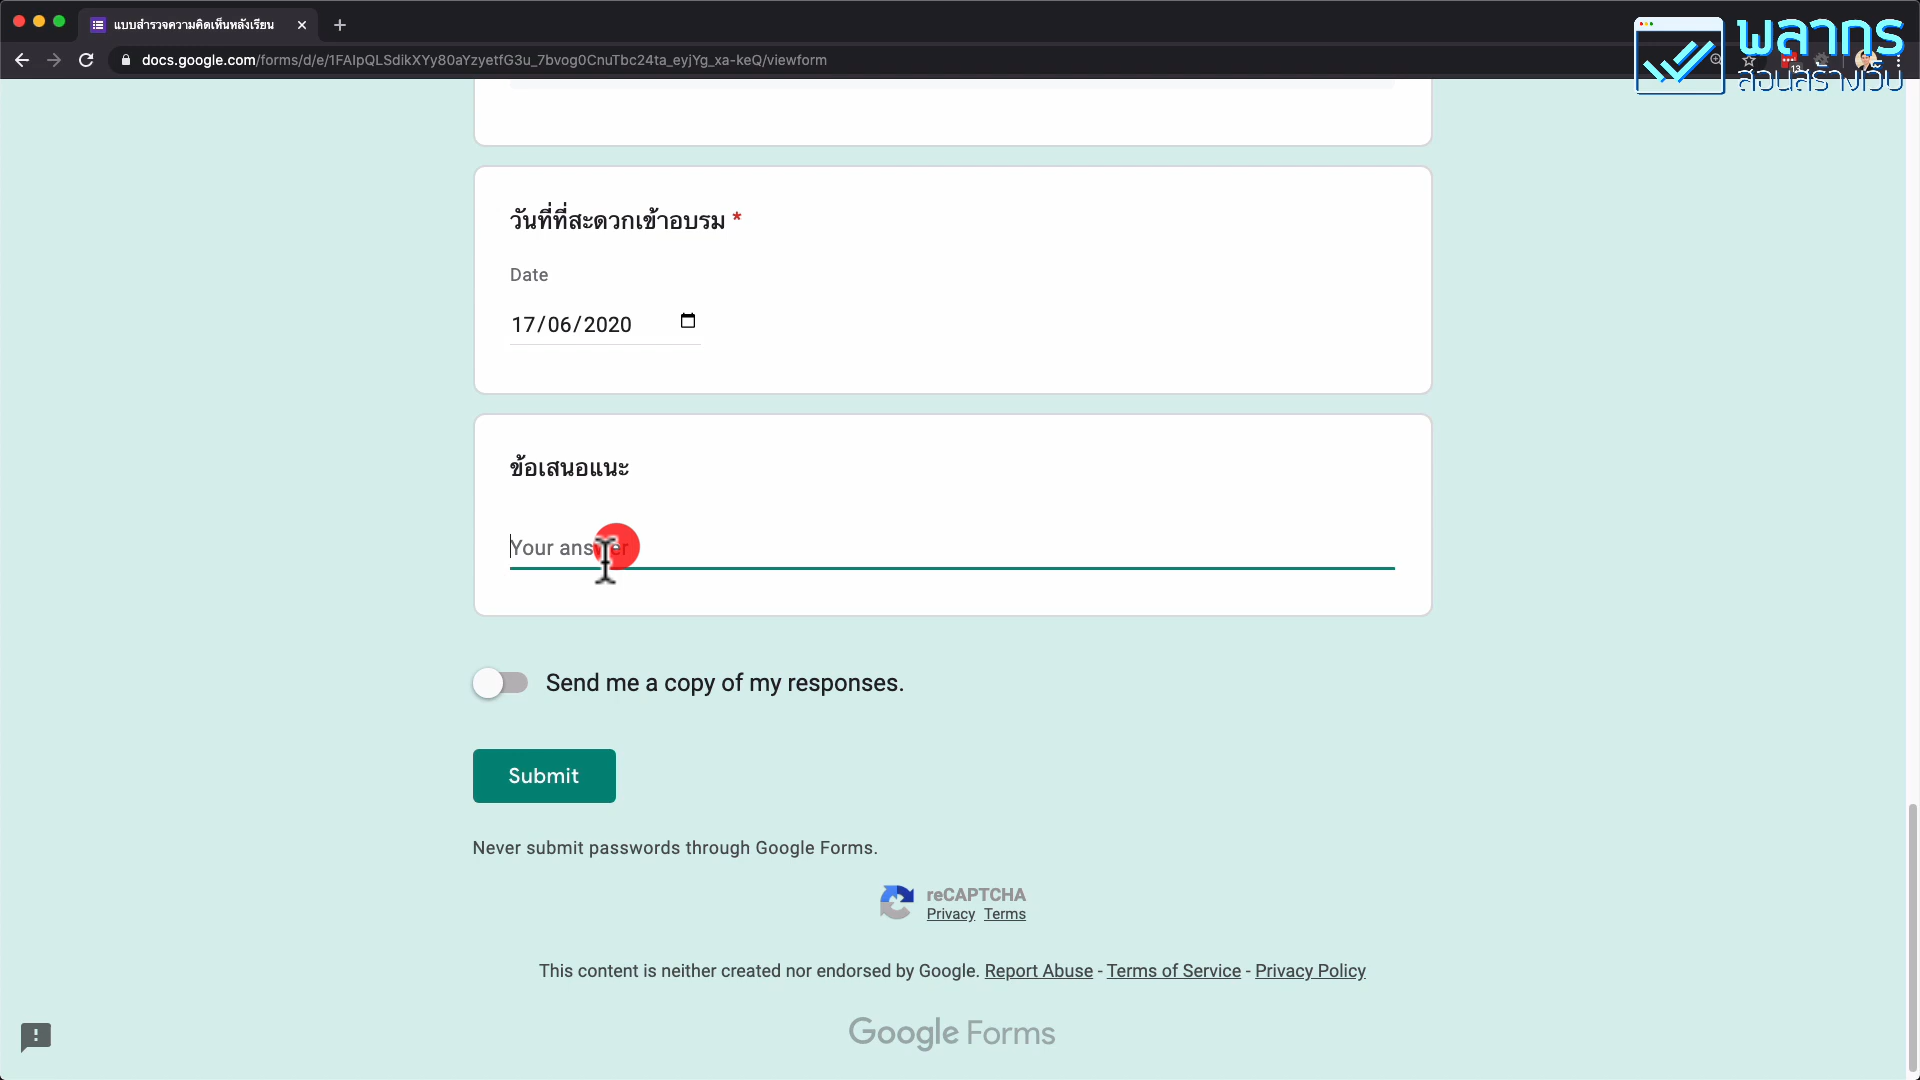 แบบสำรวจความคิดเห็นหลังเรียน
docs.google.com/forms/d/e/1FAIpQLSdikXYy80aYzyetfG3u_7bvog0CnuTbc24ta_eyjYg_xa-keQ/viewform
13
พลากร
สอนสร้างเว็บ
วันที่ที่สะดวกเข้าอบรม *
Date
17/06/2020
ข้อเสนอแนะ
Your answer
Send me a copy of my responses.
Submit
Never submit passwords through Google Forms.
reCAPTCHA
Privacy Terms
This content is neither created nor endorsed by Google. Report Abuse - Terms of Service - Privacy Policy
Google Forms